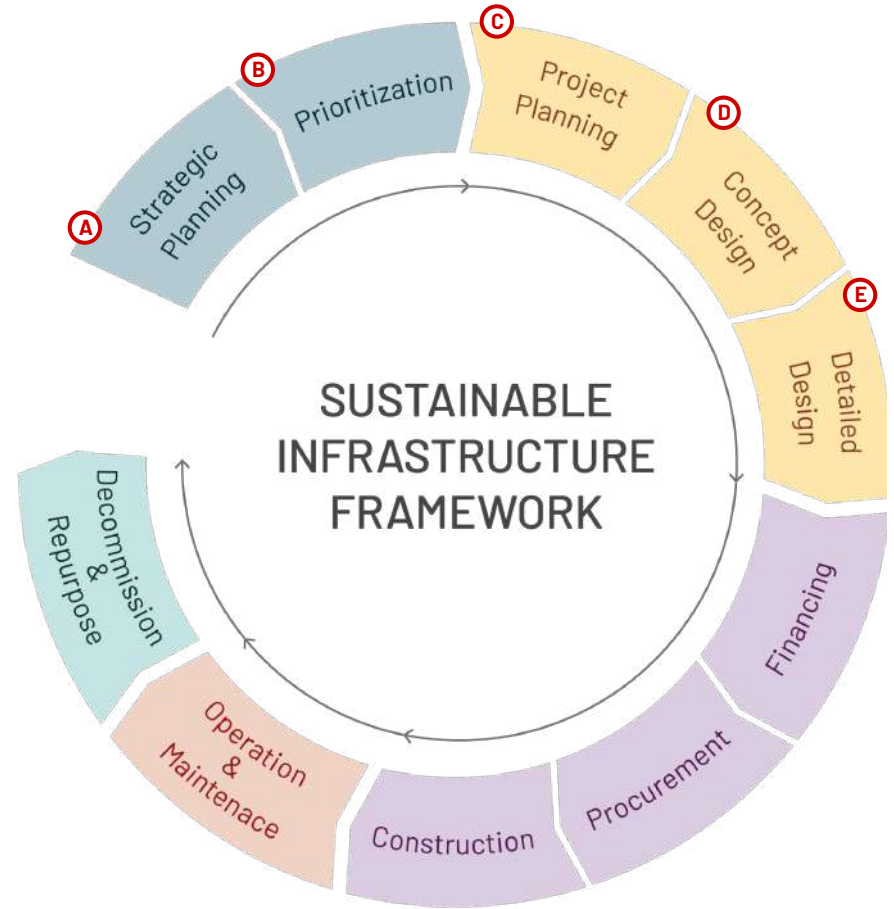 A
Strategic
Planning
B
Prioritization
C
Project
Planning
D
Concept
Design
E
Detailed
Design
Financing
Procurement
Construction
Operation
&
Maintenace
Decommission
&
Repurpose
SUSTAINABLE
INFRASTRUCTURE
FRAMEWORK